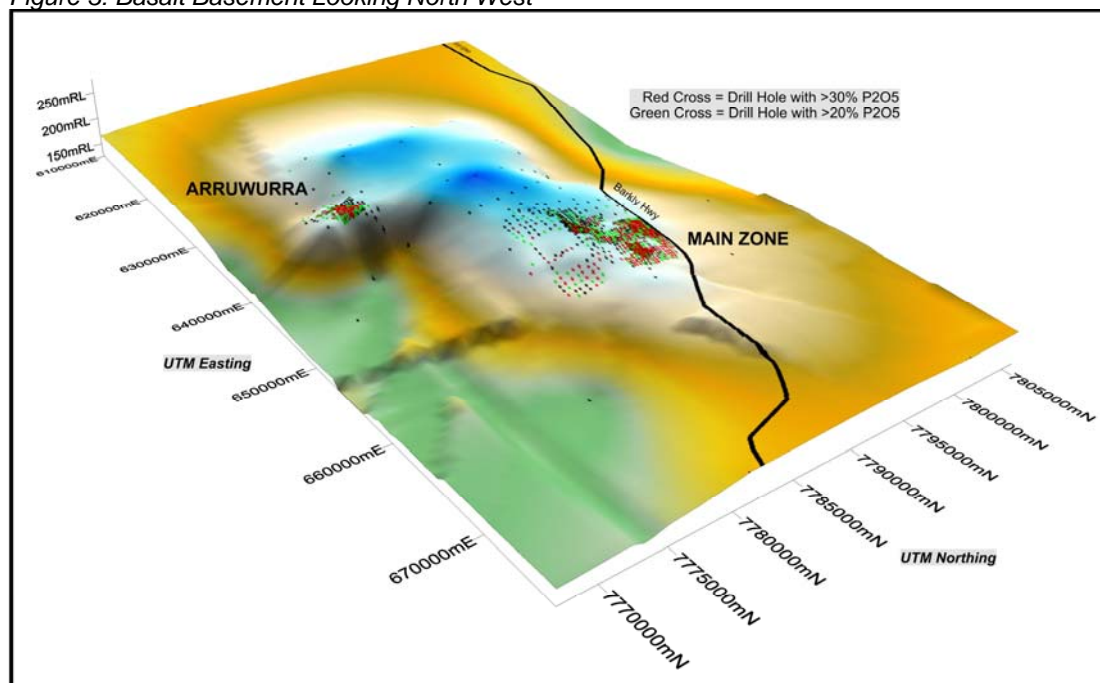 Figure 3. Basalt Basement Looking North West
250mRL
200mRL
150mRL
610000mE
620000mE
630000mE
640000mE
650000mE
660000mE
670000mE
UTM Easting
ARRUWURRA
Red Cross = Drill Hole with >30% P2O5
Green Cross = Drill Hole with >20% P2O5
Barkly Hwy
MAIN ZONE
7805000mN
7800000mN
7795000mN
7790000mN
7785000mN
7780000mN
7775000mN
7770000mN
UTM Northing